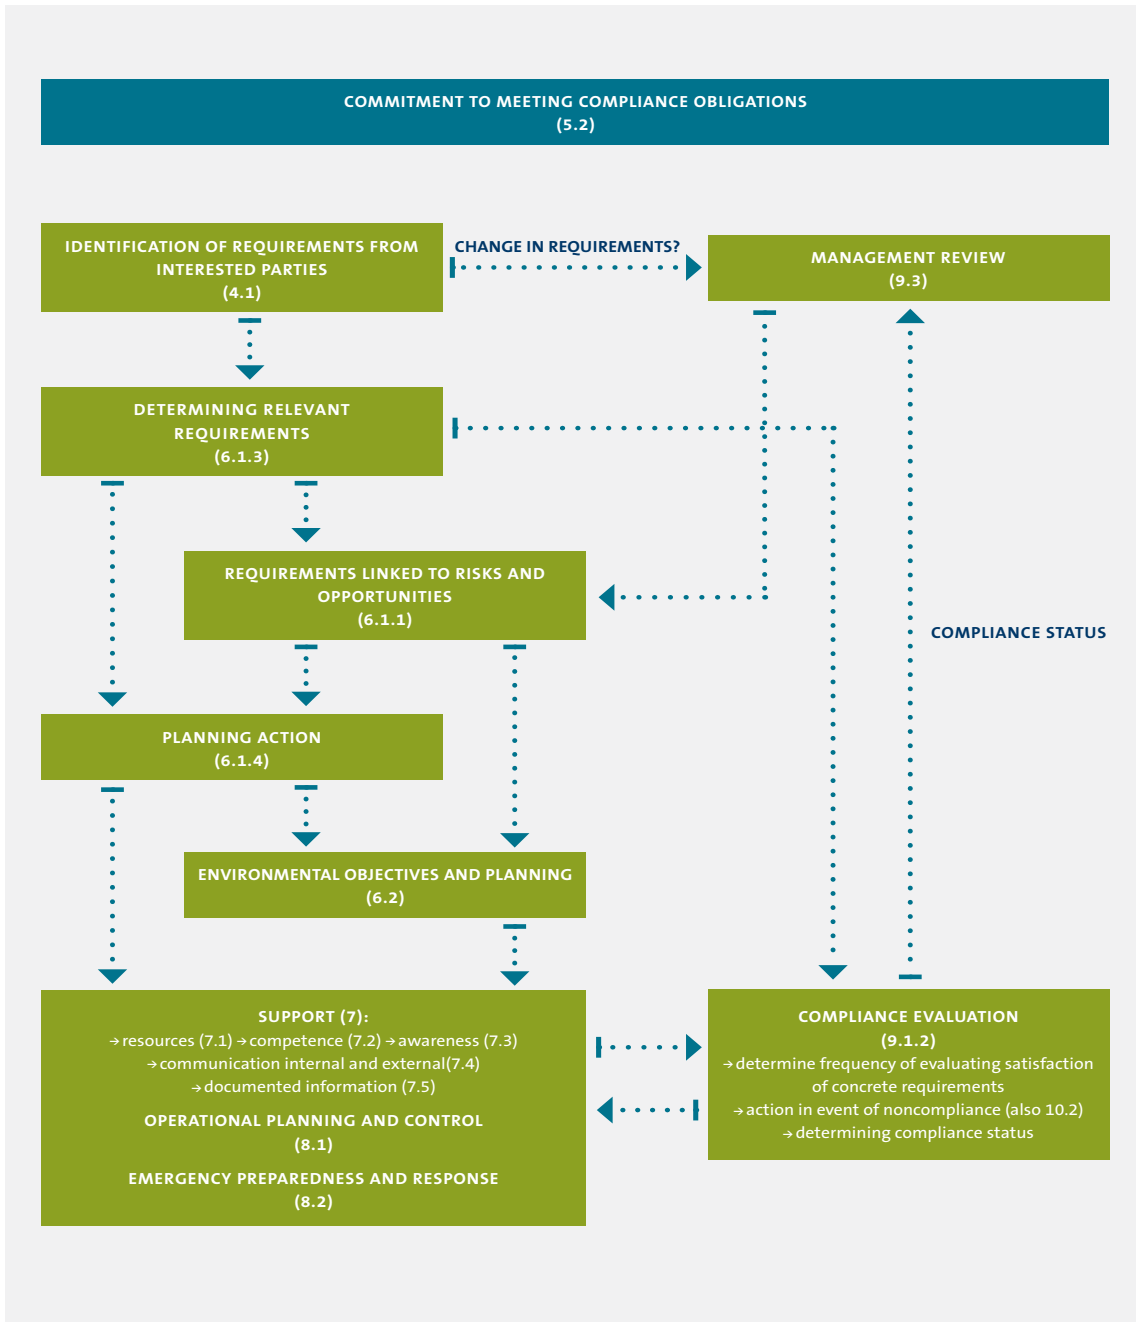 COMMITMENT TO MEETING COMPLIANCE OBLIGATIONS
(5.2)
IDENTIFICATION OF REQUIREMENTS FROM
INTERESTED PARTIES
(4.1)
CHANGE IN REQUIREMENTS?
MANAGEMENT REVIEW
(9.3)
DETERMINING RELEVANT
REQUIREMENTS
(6.1.3)
REQUIREMENTS LINKED TO RISKS AND
OPPORTUNITIES
(6.1.1)
COMPLIANCE STATUS
PLANNING ACTION
(6.1.4)
ENVIRONMENTAL OBJECTIVES AND PLANNING
(6.2)
SUPPORT (7):
→ resources (7.1) → competence (7.2) → awareness (7.3)
→ communication internal and external(7.4)
→ documented information (7.5)
OPERATIONAL PLANNING AND CONTROL
(8.1)
EMERGENCY PREPAREDNESS AND RESPONSE
(8.2)
COMPLIANCE EVALUATION
(9.1.2)
→ determine frequency of evaluating satisfaction
of concrete requirements
→ action in event of noncompliance (also 10.2)
→ determining compliance status